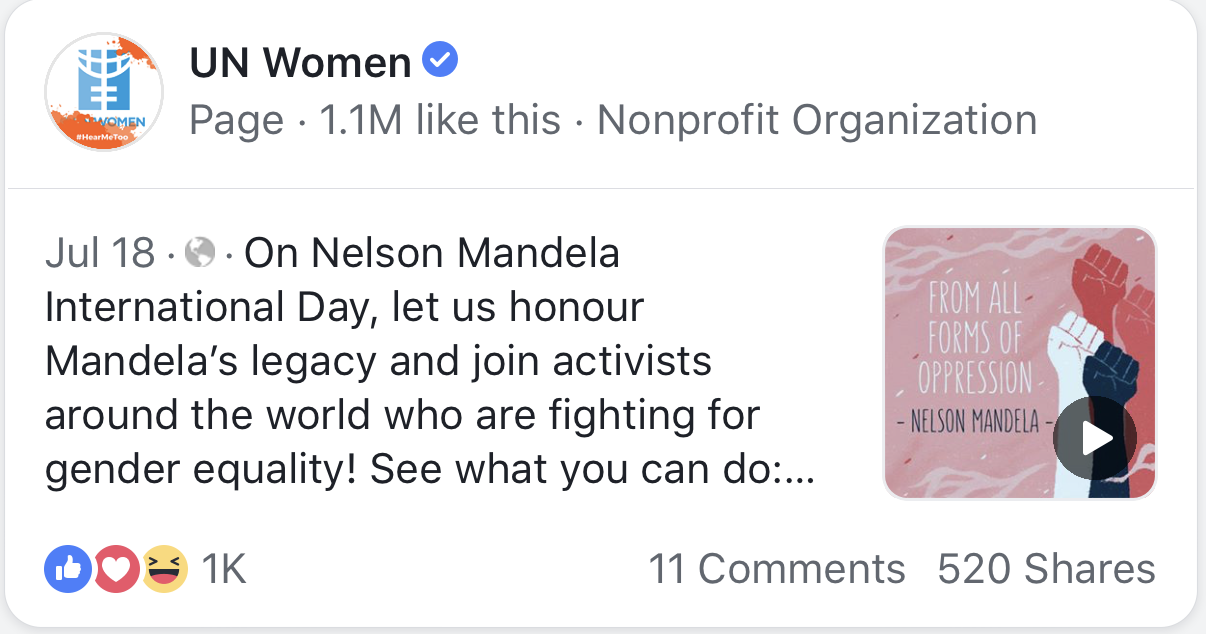 UN Women
Page · 1.1M like this · Nonprofit Organization
WOMEN
#HearMeToo
Jul 18 · · On Nelson Mandela
International Day, let us honour
Mandela's legacy and join activists
around the world who are fighting for
gender equality! See what you can do:...
FROM ALL
FORMS OF
OPPRESSION
- NELSON MANDELA -
1K
11 Comments 520 Shares